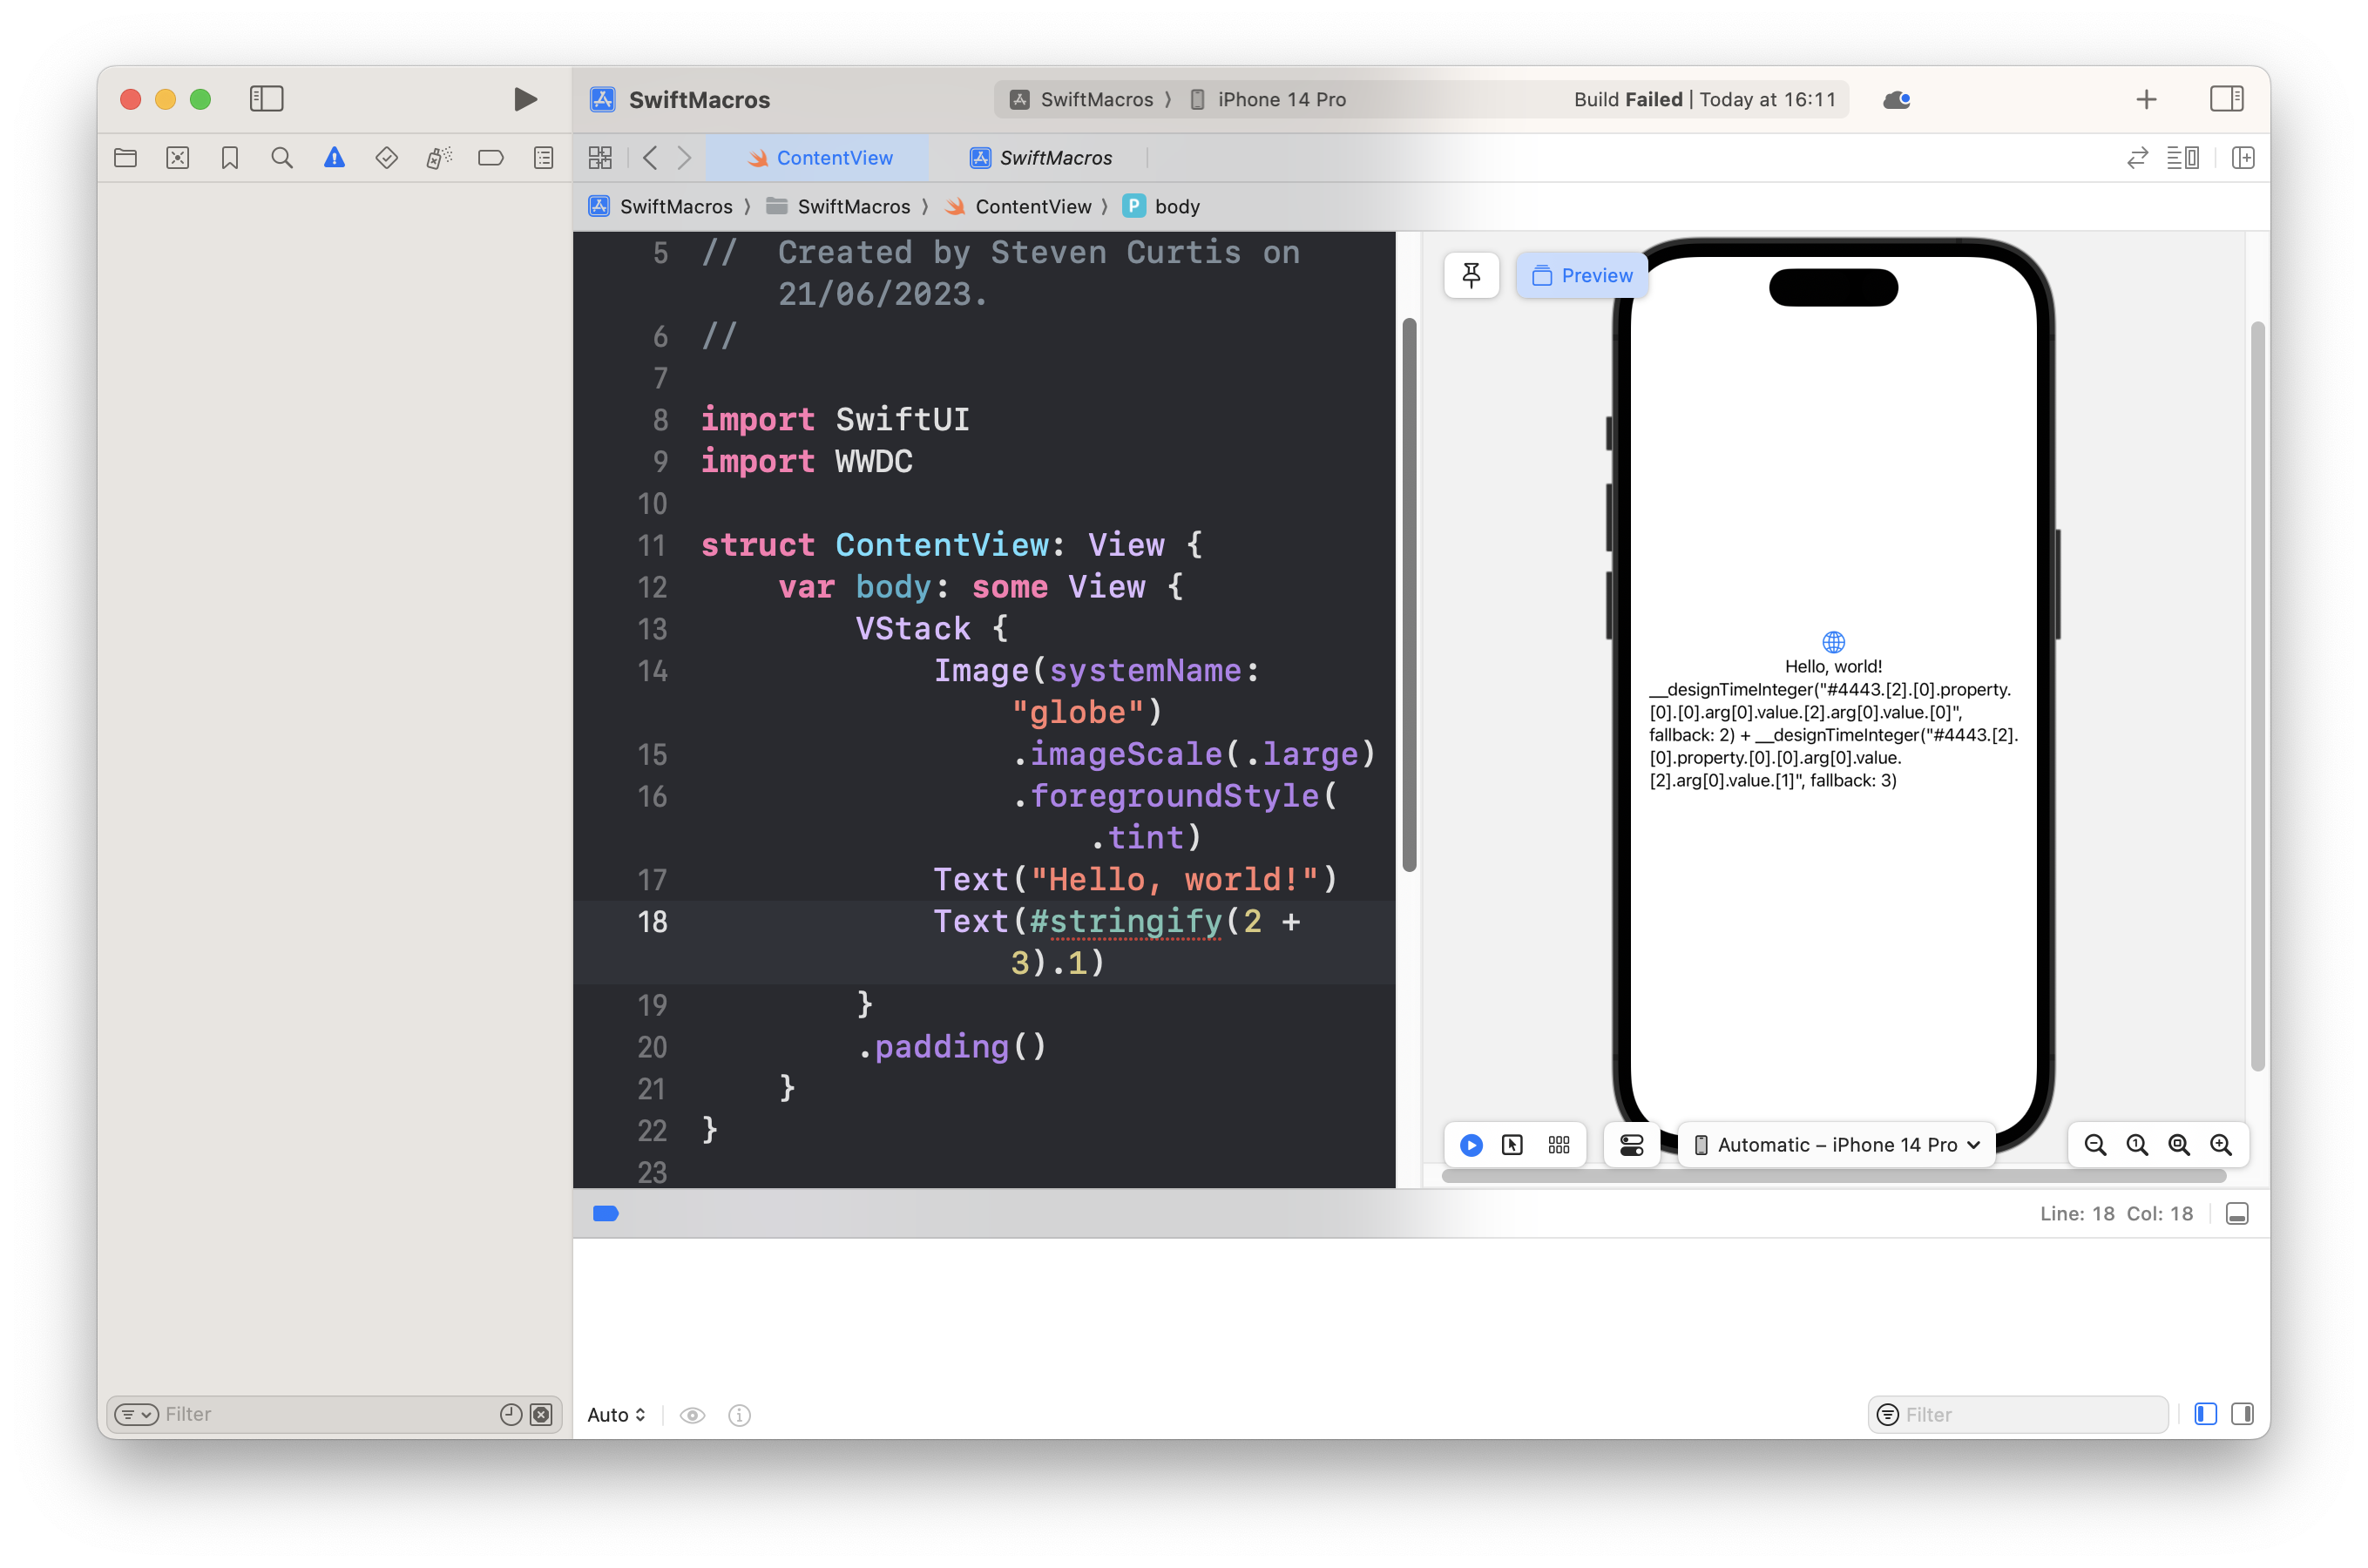 SwiftMacros
SwiftMacros 〉 iPhone 14 Pro
Build Failed | Today at 16:11
ContentView
SwiftMacros
SwiftMacros 〉 SwiftMacros 〉 ContentView 〉 P body
5 //  Created by Steven Curtis on
21/06/2023.
6 //
7
8 import SwiftUI
9 import WWDC
10
11 struct ContentView: View {
12     var body: some View {
13         VStack {
14             Image(systemName:
"globe")
15                 .imageScale(.large)
16                 .foregroundStyle(
.tint)
17             Text("Hello, world!")
18             Text(#stringify(2 +
3).1)
19         }
20         .padding()
21     }
22 }
23
Preview
Hello, world!
__designTimeInteger("#4443.[2].[0].property.
[0].[0].arg[0].value.[2].arg[0].value.[0]",
fallback: 2) + __designTimeInteger("#4443.[2].
[0].property.[0].[0].arg[0].value.
[2].arg[0].value.[1]", fallback: 3)
Automatic – iPhone 14 Pro
Line: 18 Col: 18
Filter
Auto
Filter